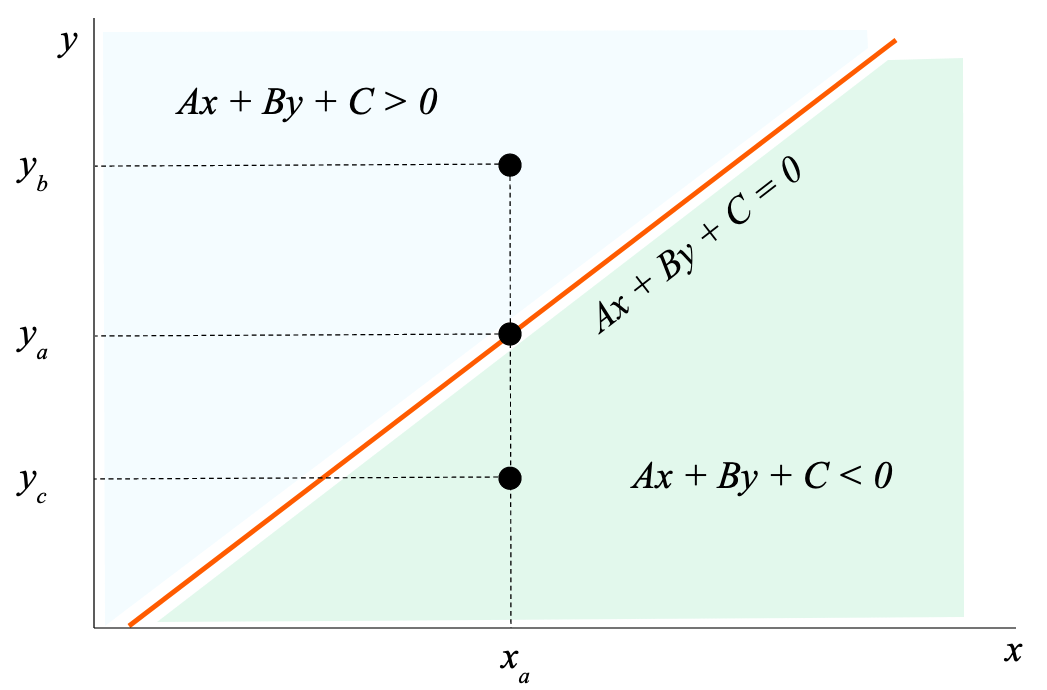 y
Ax + By + C > 0
y_b
Ax + By + C = 0
y_a
y_c
Ax + By + C < 0
x_a
x